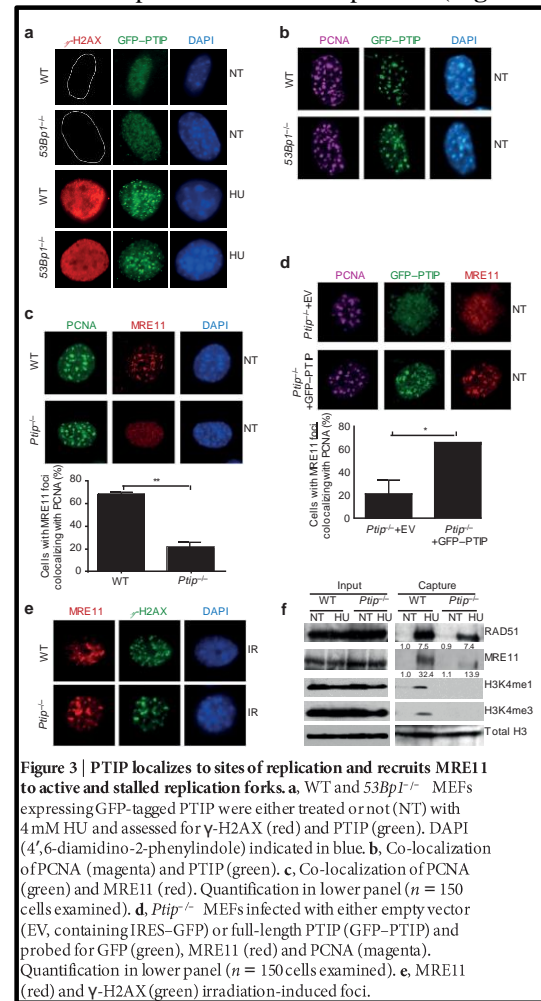 a
γ-H2AX GFP–PTIP DAPI
WT NT
53Bp1–/– NT
WT HU
53Bp1–/– HU
b
PCNA GFP–PTIP DAPI
WT NT
53Bp1–/– NT
c
PCNA MRE11 DAPI
WT NT
Ptip–/– NT
Cells with MRE11 foci
colocalizing with PCNA (%)
80
60
40
20
0
**
WT Ptip–/–
d
PCNA GFP–PTIP MRE11
Ptip–/–+EV NT
Ptip–/–
+GFP–PTIP NT
Cells with MRE11 foci
colocalizing with PCNA (%)
80
60
40
20
0
*
Ptip–/–+EV Ptip–/–
+GFP–PTIP
e
MRE11 γ-H2AX DAPI
WT IR
Ptip–/– IR
f
Input Capture
WT Ptip–/– WT Ptip–/–
NT HU NT HU NT HU NT HU
RAD51
1.0 7.5 0.9 7.4
MRE11
1.0 32.4 1.1 13.9
H3K4me1
H3K4me3
Total H3
Figure 3 | PTIP localizes to sites of replication and recruits MRE11
to active and stalled replication forks. a, WT and 53Bp1–/– MEFs
expressing GFP-tagged PTIP were either treated or not (NT) with
4 mM HU and assessed for γ-H2AX (red) and PTIP (green). DAPI
(4′,6-diamidino-2-phenylindole) indicated in blue. b, Co-localization
of PCNA (magenta) and PTIP (green). c, Co-localization of PCNA
(green) and MRE11 (red). Quantification in lower panel (n = 150
cells examined). d, Ptip–/– MEFs infected with either empty vector
(EV, containing IRES–GFP) or full-length PTIP (GFP–PTIP) and
probed for GFP (green), MRE11 (red) and PCNA (magenta).
Quantification in lower panel (n = 150 cells examined). e, MRE11
(red) and γ-H2AX (green) irradiation-induced foci.